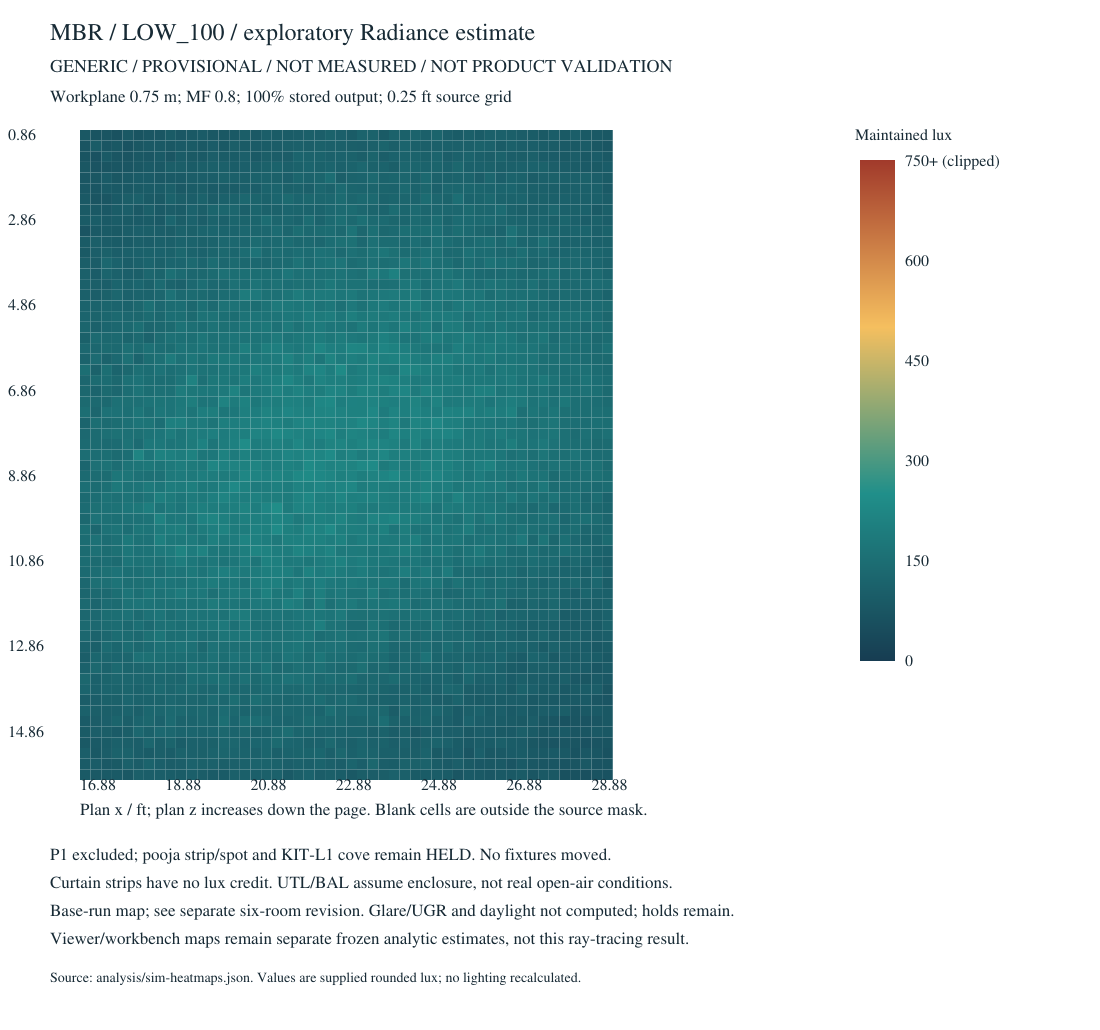 MBR / LOW_100 / exploratory Radiance estimate
GENERIC / PROVISIONAL / NOT MEASURED / NOT PRODUCT VALIDATION
Workplane 0.75 m; MF 0.8; 100% stored output; 0.25 ft source grid
Maintained lux
750+ (clipped)
600
450
300
150
0
0.86
2.86
4.86
6.86
8.86
10.86
12.86
14.86
16.88 18.88 20.88 22.88 24.88 26.88 28.88
Plan x / ft; plan z increases down the page. Blank cells are outside the source mask.
P1 excluded; pooja strip/spot and KIT-L1 cove remain HELD. No fixtures moved.
Curtain strips have no lux credit. UTL/BAL assume enclosure, not real open-air conditions.
Base-run map; see separate six-room revision. Glare/UGR and daylight not computed; holds remain.
Viewer/workbench maps remain separate frozen analytic estimates, not this ray-tracing result.
Source: analysis/sim-heatmaps.json. Values are supplied rounded lux; no lighting recalculated.